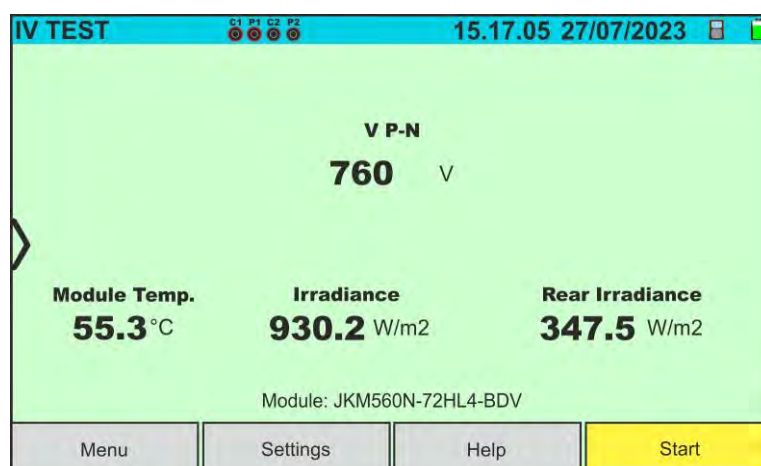 IV TEST C1 P1 C2 P2 15.17.05 27/07/2023
V P-N
760 V
Module Temp. Irradiance Rear Irradiance
55.3°C 930.2 W/m2 347.5 W/m2
Module: JKM560N-72HL4-BDV
Menu Settings Help Start